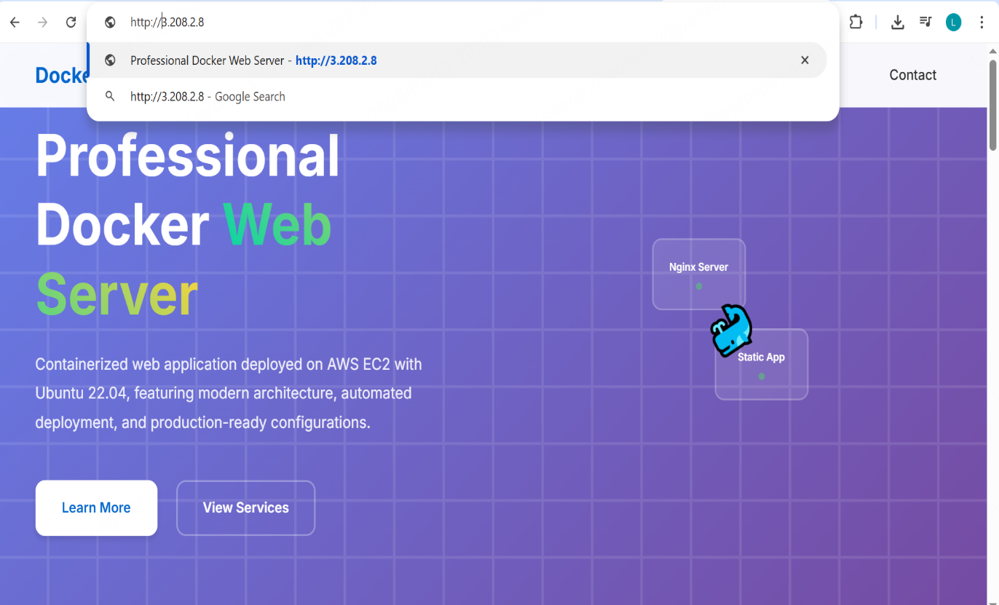 http://3.208.2.8
Professional Docker Web Server - http://3.208.2.8
http://3.208.2.8 - Google Search
L
Contact
Professional
Docker Web
Server
Containerized web application deployed on AWS EC2 with
Ubuntu 22.04, featuring modern architecture, automated
deployment, and production-ready configurations.
Learn More
View Services
Nginx Server
Static App